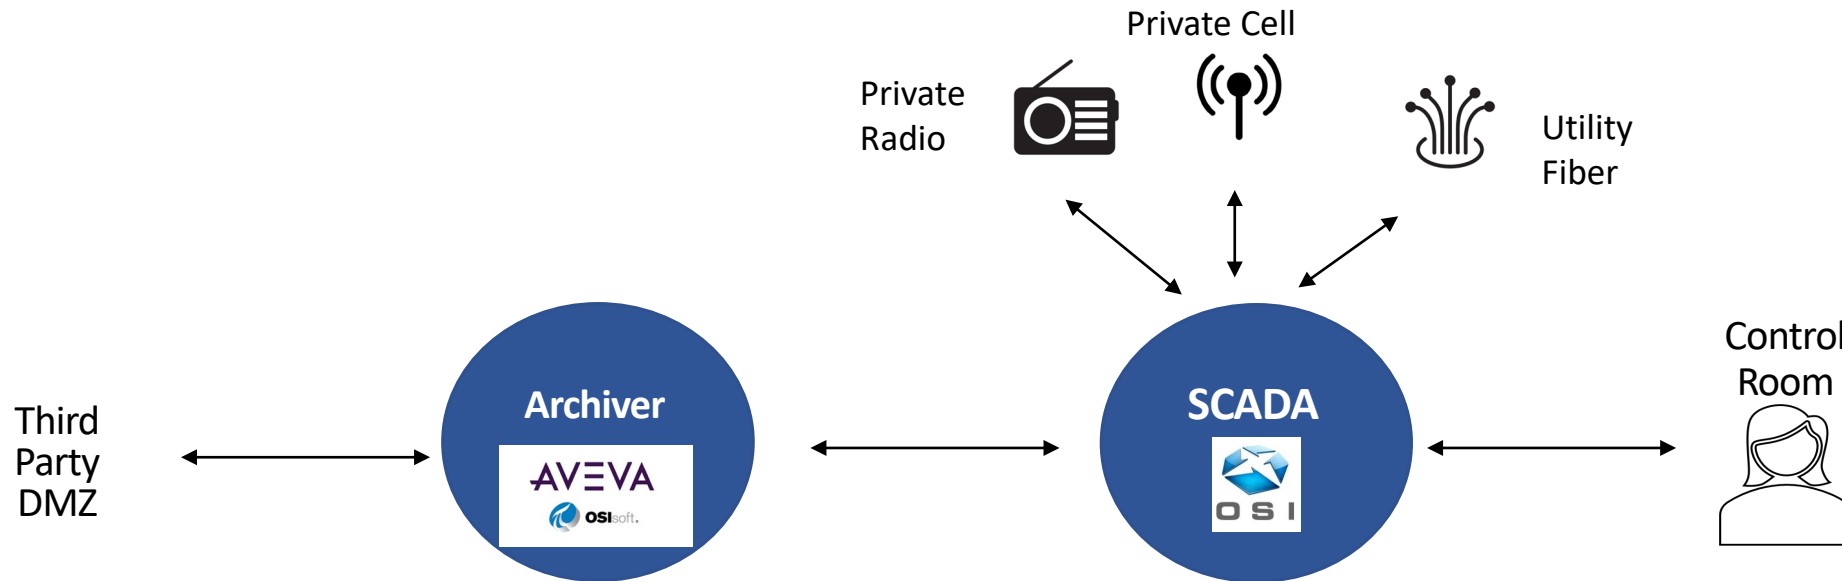 Private Cell
Private
Radio
Utility
Fiber
Control
Room
Archiver
SCADA
Third
Party
DMZ
AVEVA
OSIsoft.
OSI